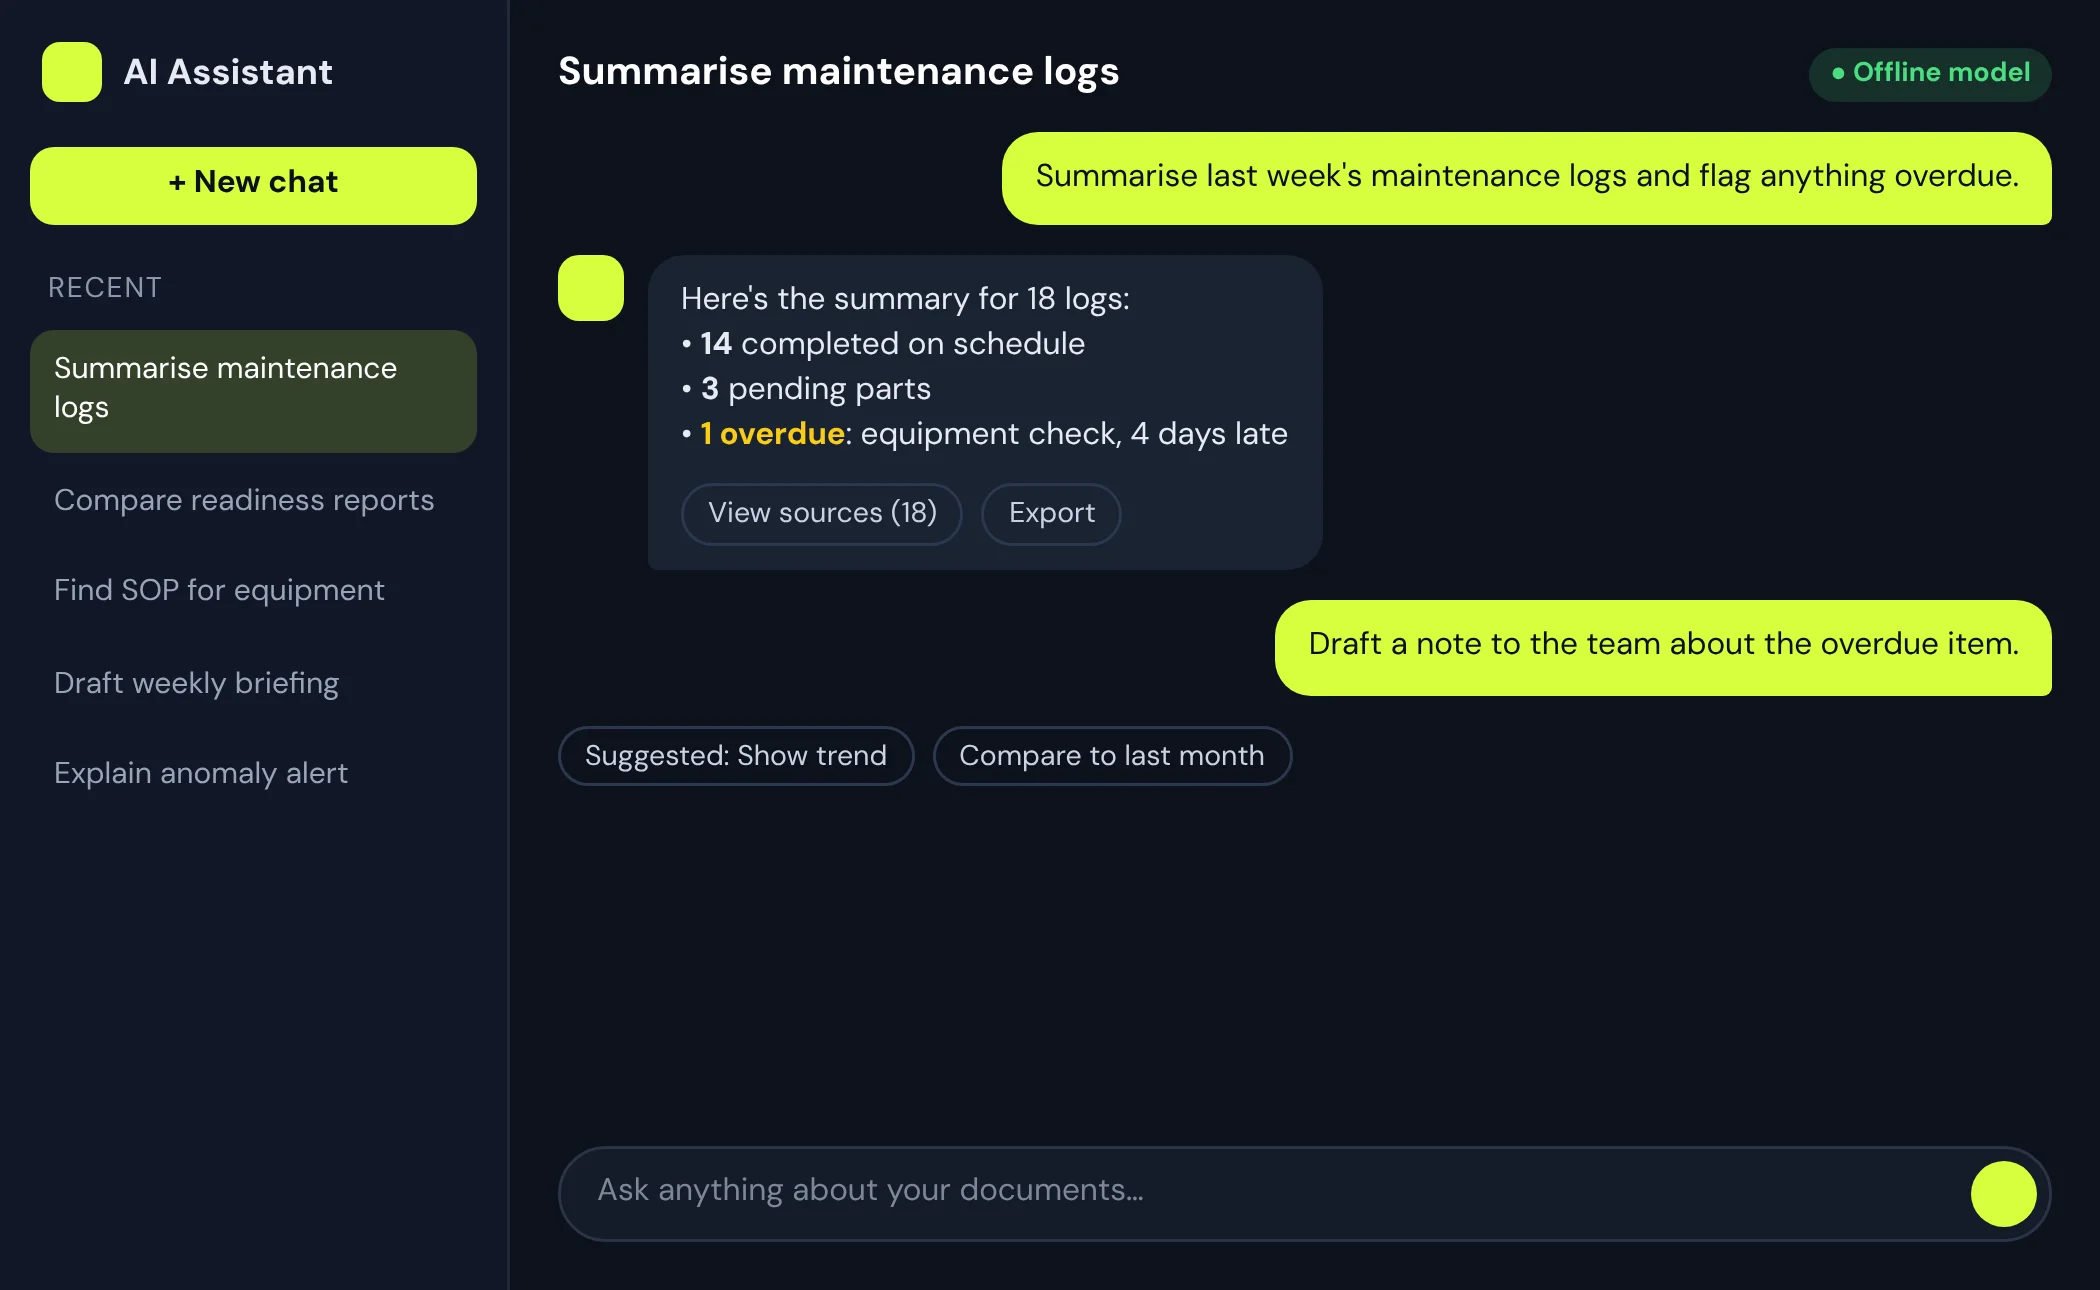 AI Assistant
+ New chat
RECENT
Summarise maintenance
logs
Compare readiness reports
Find SOP for equipment
Draft weekly briefing
Explain anomaly alert
Summarise maintenance logs
• Offline model
Summarise last week's maintenance logs and flag anything overdue.
Here's the summary for 18 logs:
• 14 completed on schedule
• 3 pending parts
• 1 overdue: equipment check, 4 days late
View sources (18)
Export
Draft a note to the team about the overdue item.
Suggested: Show trend
Compare to last month
Ask anything about your documents...